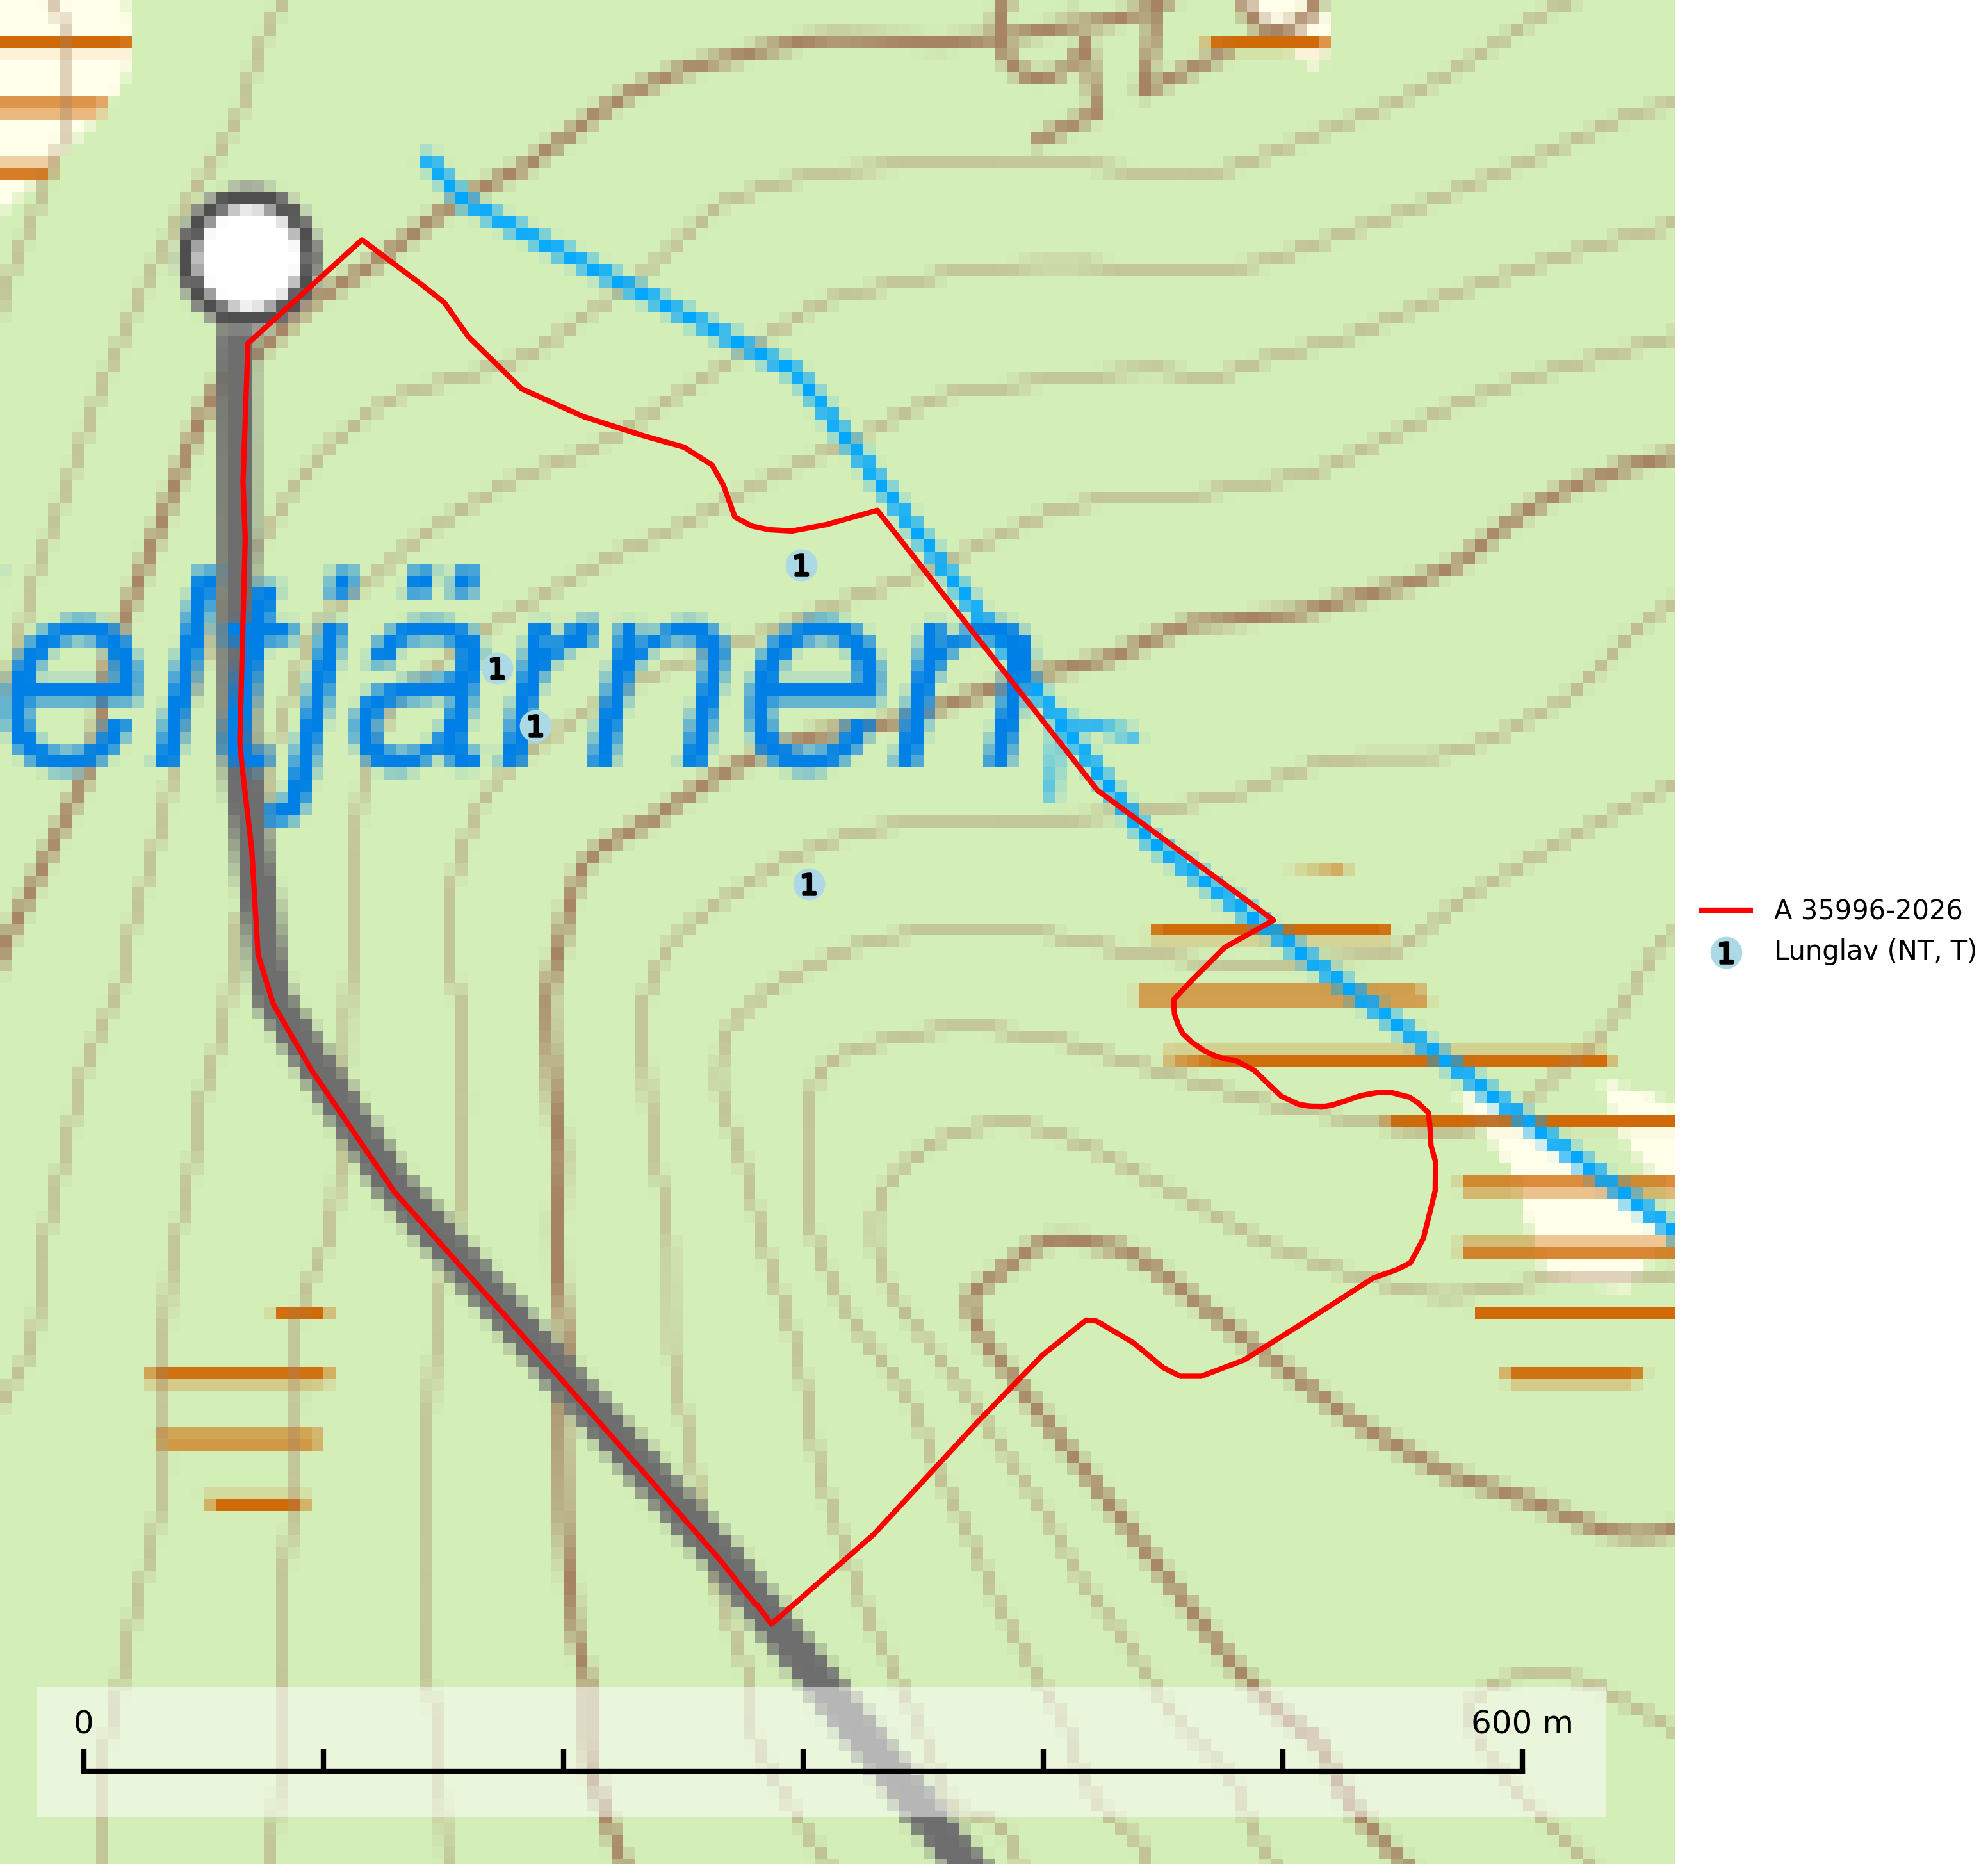 1
eltjärnen
1
1
1
A 35996-2026
1 Lunglav (NT, T)
0 600 m